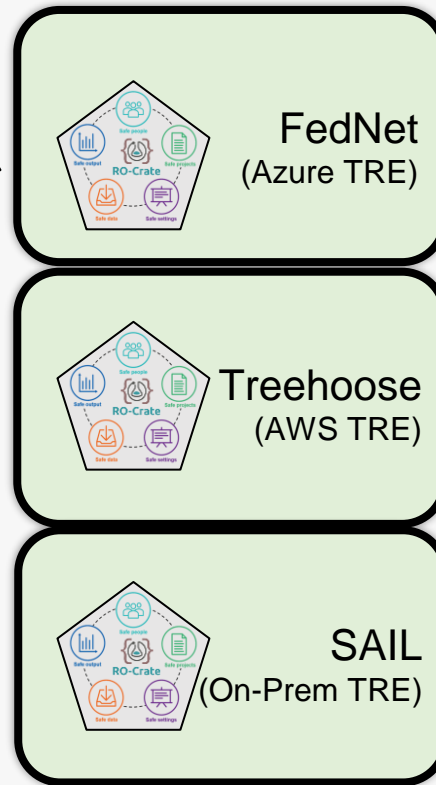 FedNet
(Azure TRE)
Safe people
Safe output
Safe projects
RO-Crate
Safe data
Safe settings
Treehoose
(AWS TRE)
Safe people
Safe output
Safe projects
RO-Crate
Safe data
Safe settings
SAIL
(On-Prem TRE)
Safe people
Safe output
Safe projects
RO-Crate
Safe data
Safe settings